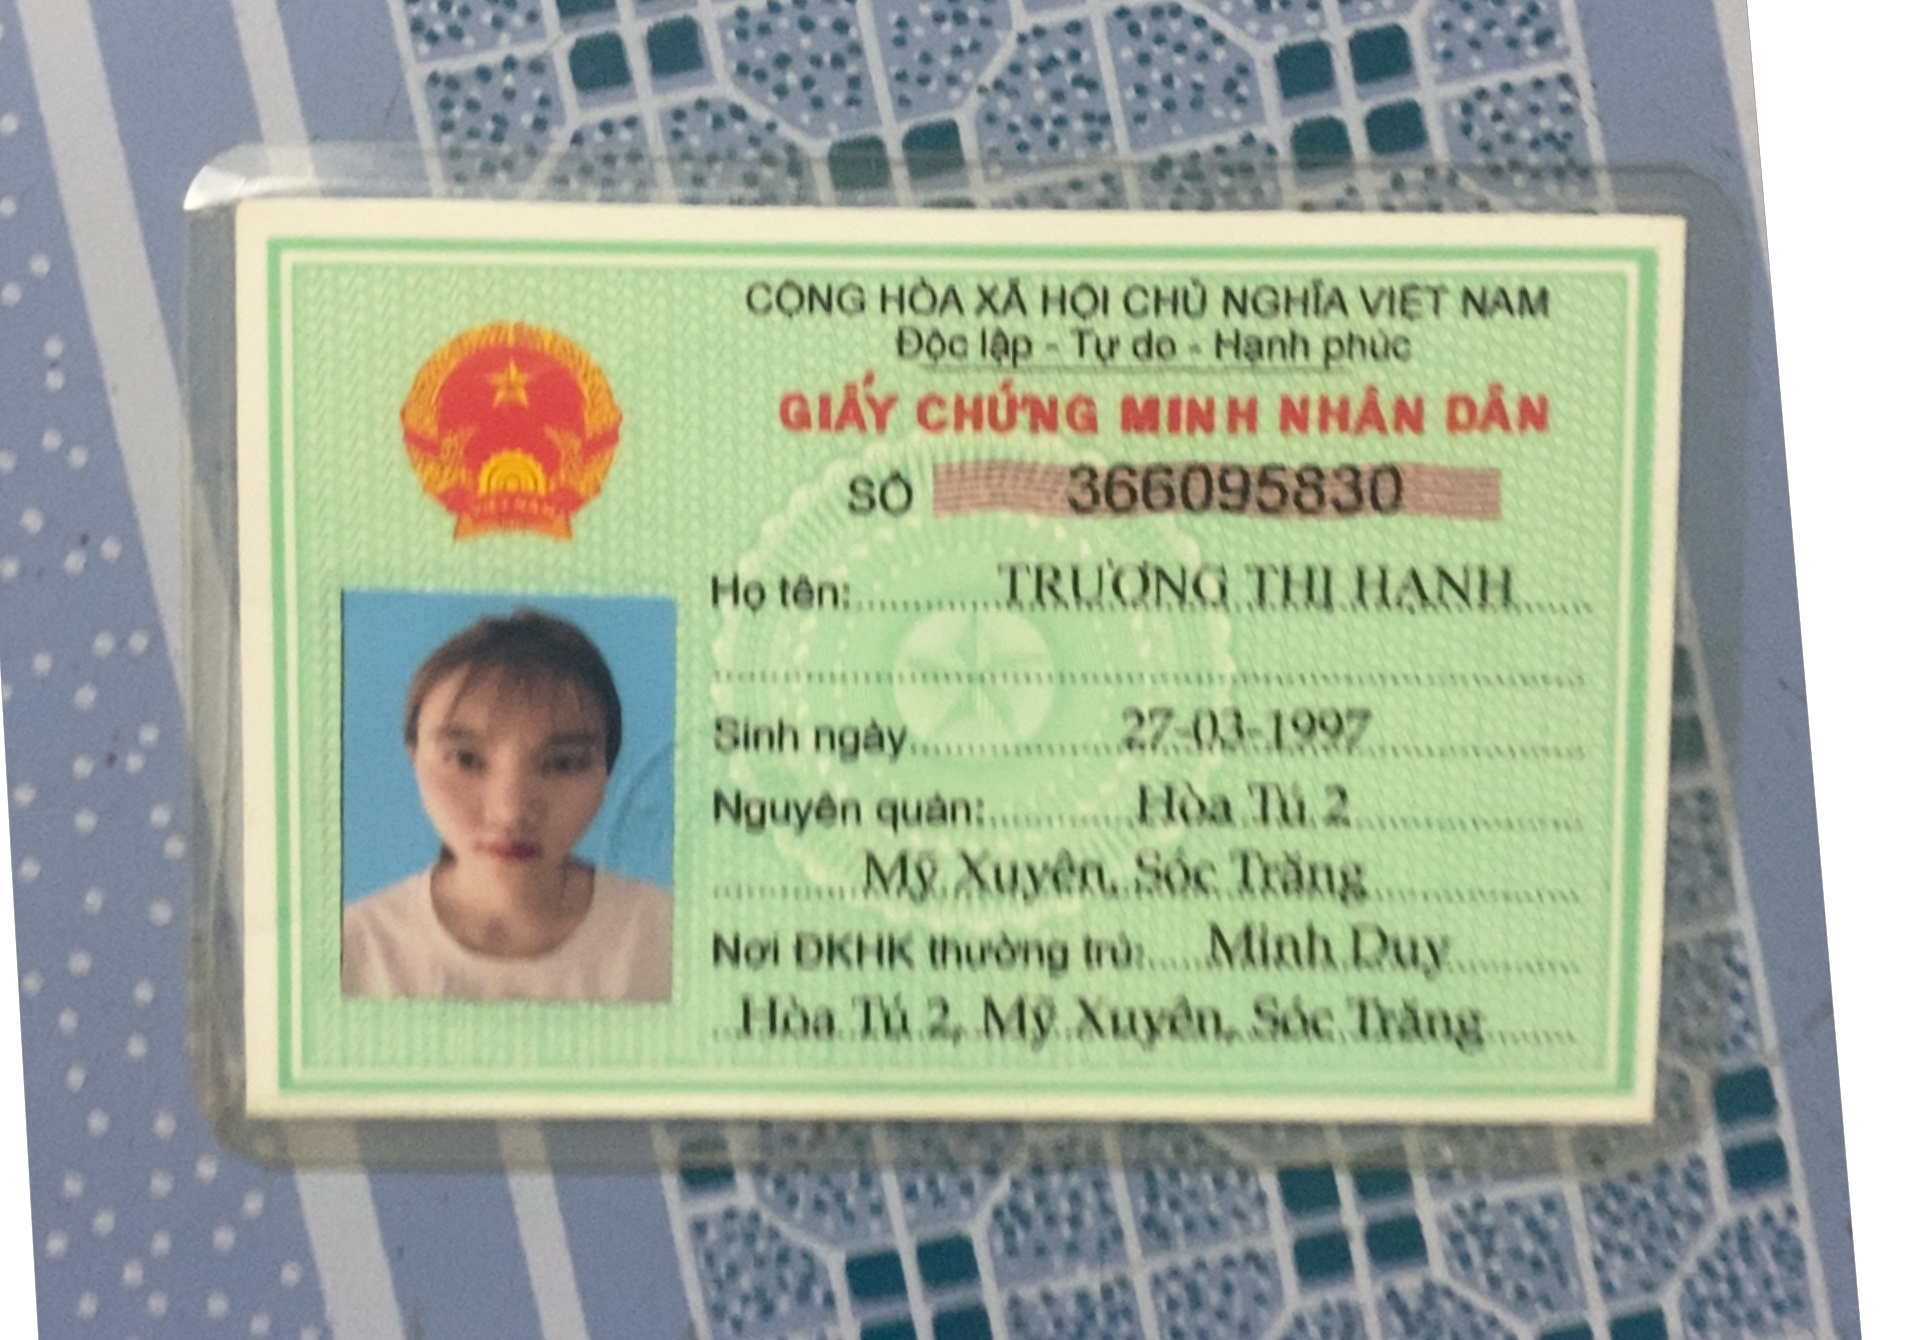 CỘNG HÒA XÃ HỘI CHỦ NGHĨA VIỆT NAM
Độc lập - Tự do - Hạnh phúc
GIẤY CHỨNG MINH NHÂN DÂN
SỐ 366095830
VIỆT NAM
Họ tên: TRƯƠNG THỊ HẠNH
Sinh ngày 27-03-1997
Nguyên quán: Hòa Tú 2
Mỹ Xuyên, Sóc Trăng
Nơi ĐKHK thường trú: Minh Duy
Hòa Tú 2, Mỹ Xuyên, Sóc Trăng